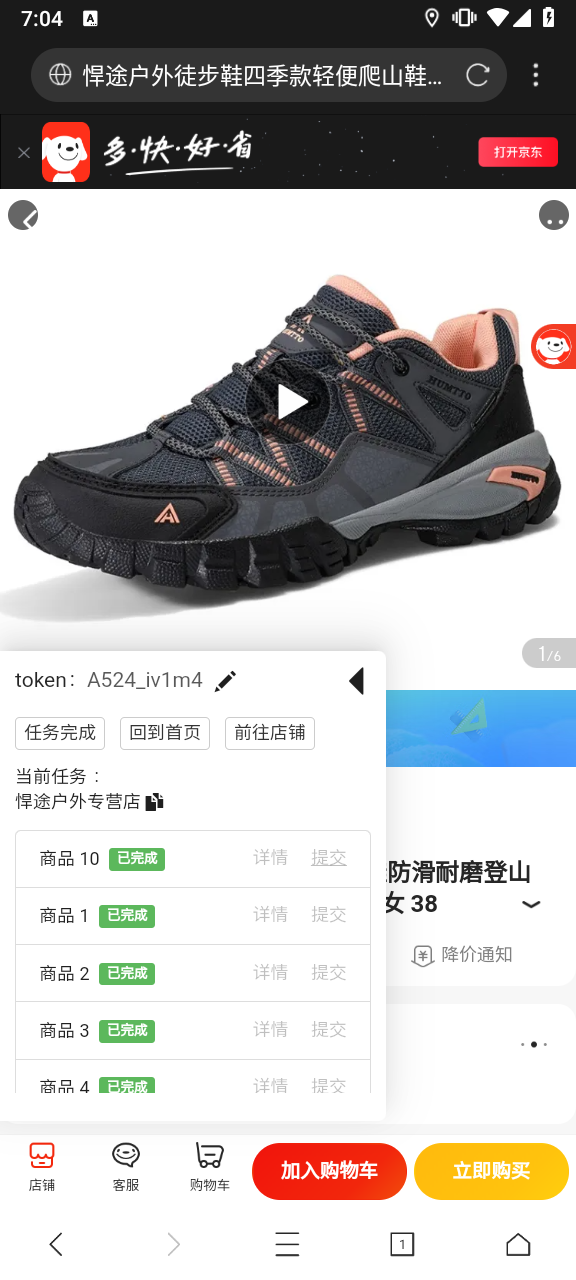 7:04
A
悍途户外徒步鞋四季款轻便爬山鞋...
多·快·好·省
打开京东
HUMTTO
1/6
token: A524_iv1m4
任务完成 回到首页 前往店铺
当前任务：
悍途户外专营店
商品 10 已完成 详情 提交
商品 1 已完成 详情 提交
商品 2 已完成 详情 提交
商品 3 已完成 详情 提交
商品 4 已完成 详情 提交
防滑耐磨登山
女 38
降价通知
店铺 客服 购物车 加入购物车 立即购买
1